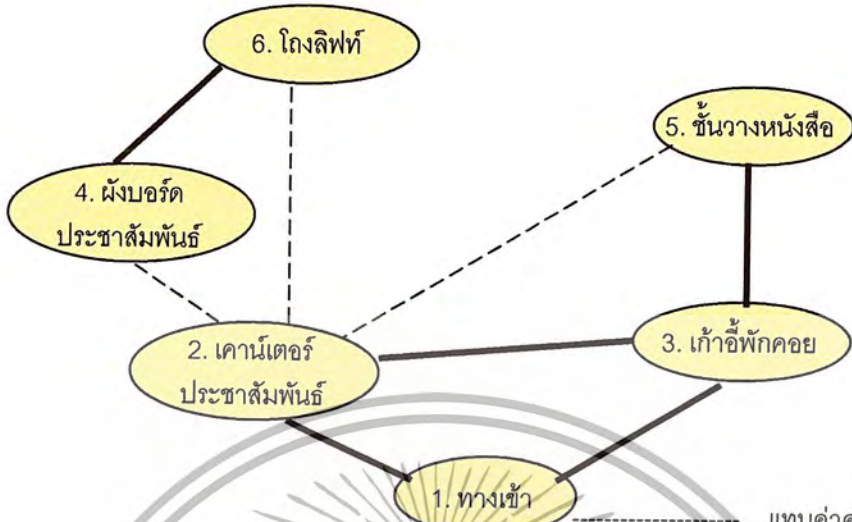 6. โถงลิฟท์
5. ชั้นวางหนังสือ
4. ผังบอร์ด
ประชาสัมพันธ์
2. เคาน์เตอร์
ประชาสัมพันธ์
3. เก้าอี้พักคอย
1. ทางเข้า